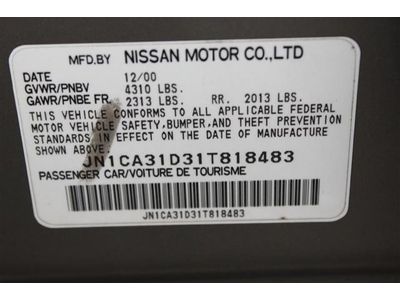 MFD.BY NISSAN MOTOR CO.,LTD
DATE 12/00
GVWR/PNBV 4310 LBS.
GAWR/PNBE FR. 2313 LBS. RR. 2013 LBS.
THIS VEHICLE CONFORMS TO ALL APPLICABLE FEDERAL
MOTOR VEHICLE SAFETY, BUMPER, AND THEFT PREVENTION
STANDARDS IN EFFECT ON THE DATE OF MANUFACTURE
SHOWN ABOVE.
JN1CA31D31T818483
PASSENGER CAR/VOITURE DE TOURISME
JN1CA31D31T818483